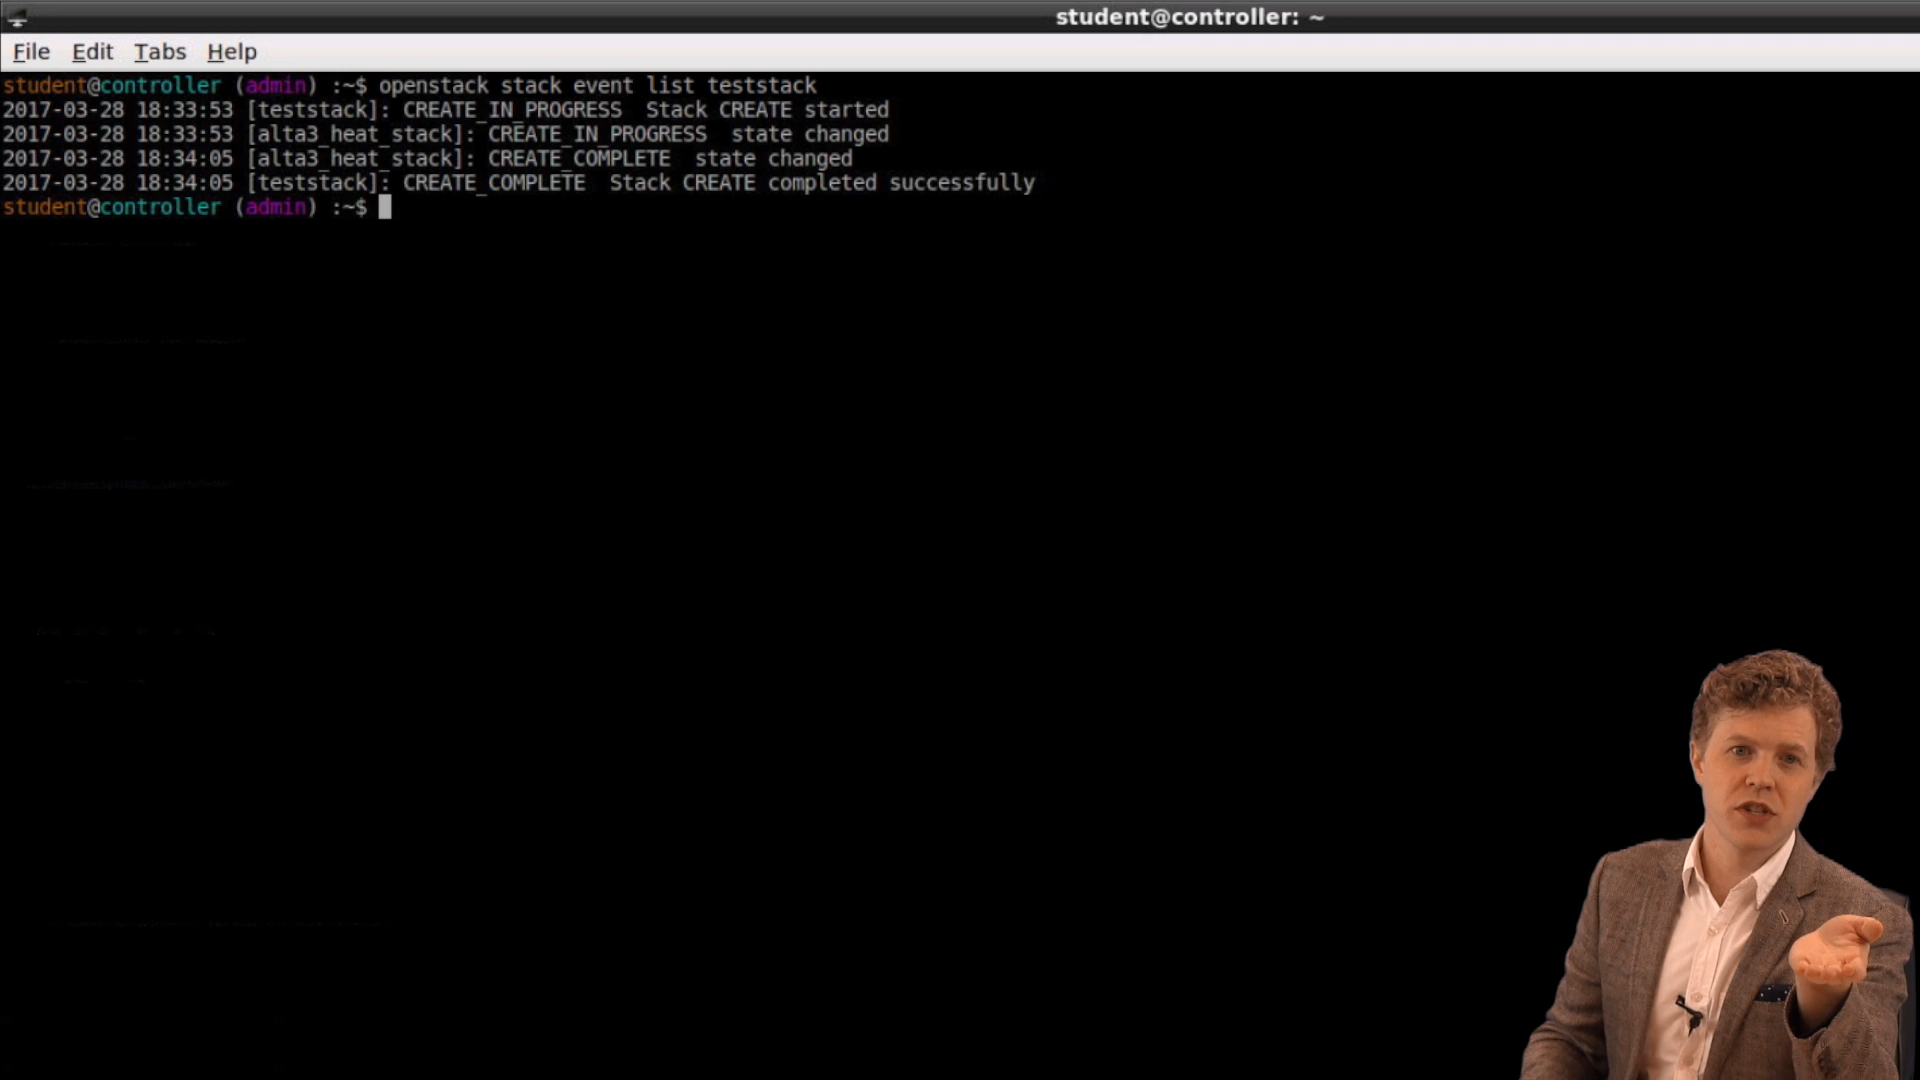 student@controller: ~
File Edit Tabs Help
student@controller (admin) :~$ openstack stack event list teststack
2017-03-28 18:33:53 [teststack]: CREATE_IN_PROGRESS  Stack CREATE started
2017-03-28 18:33:53 [alta3_heat_stack]: CREATE_IN_PROGRESS  state changed
2017-03-28 18:34:05 [alta3_heat_stack]: CREATE_COMPLETE  state changed
2017-03-28 18:34:05 [teststack]: CREATE_COMPLETE  Stack CREATE completed successfully
student@controller (admin) :~$